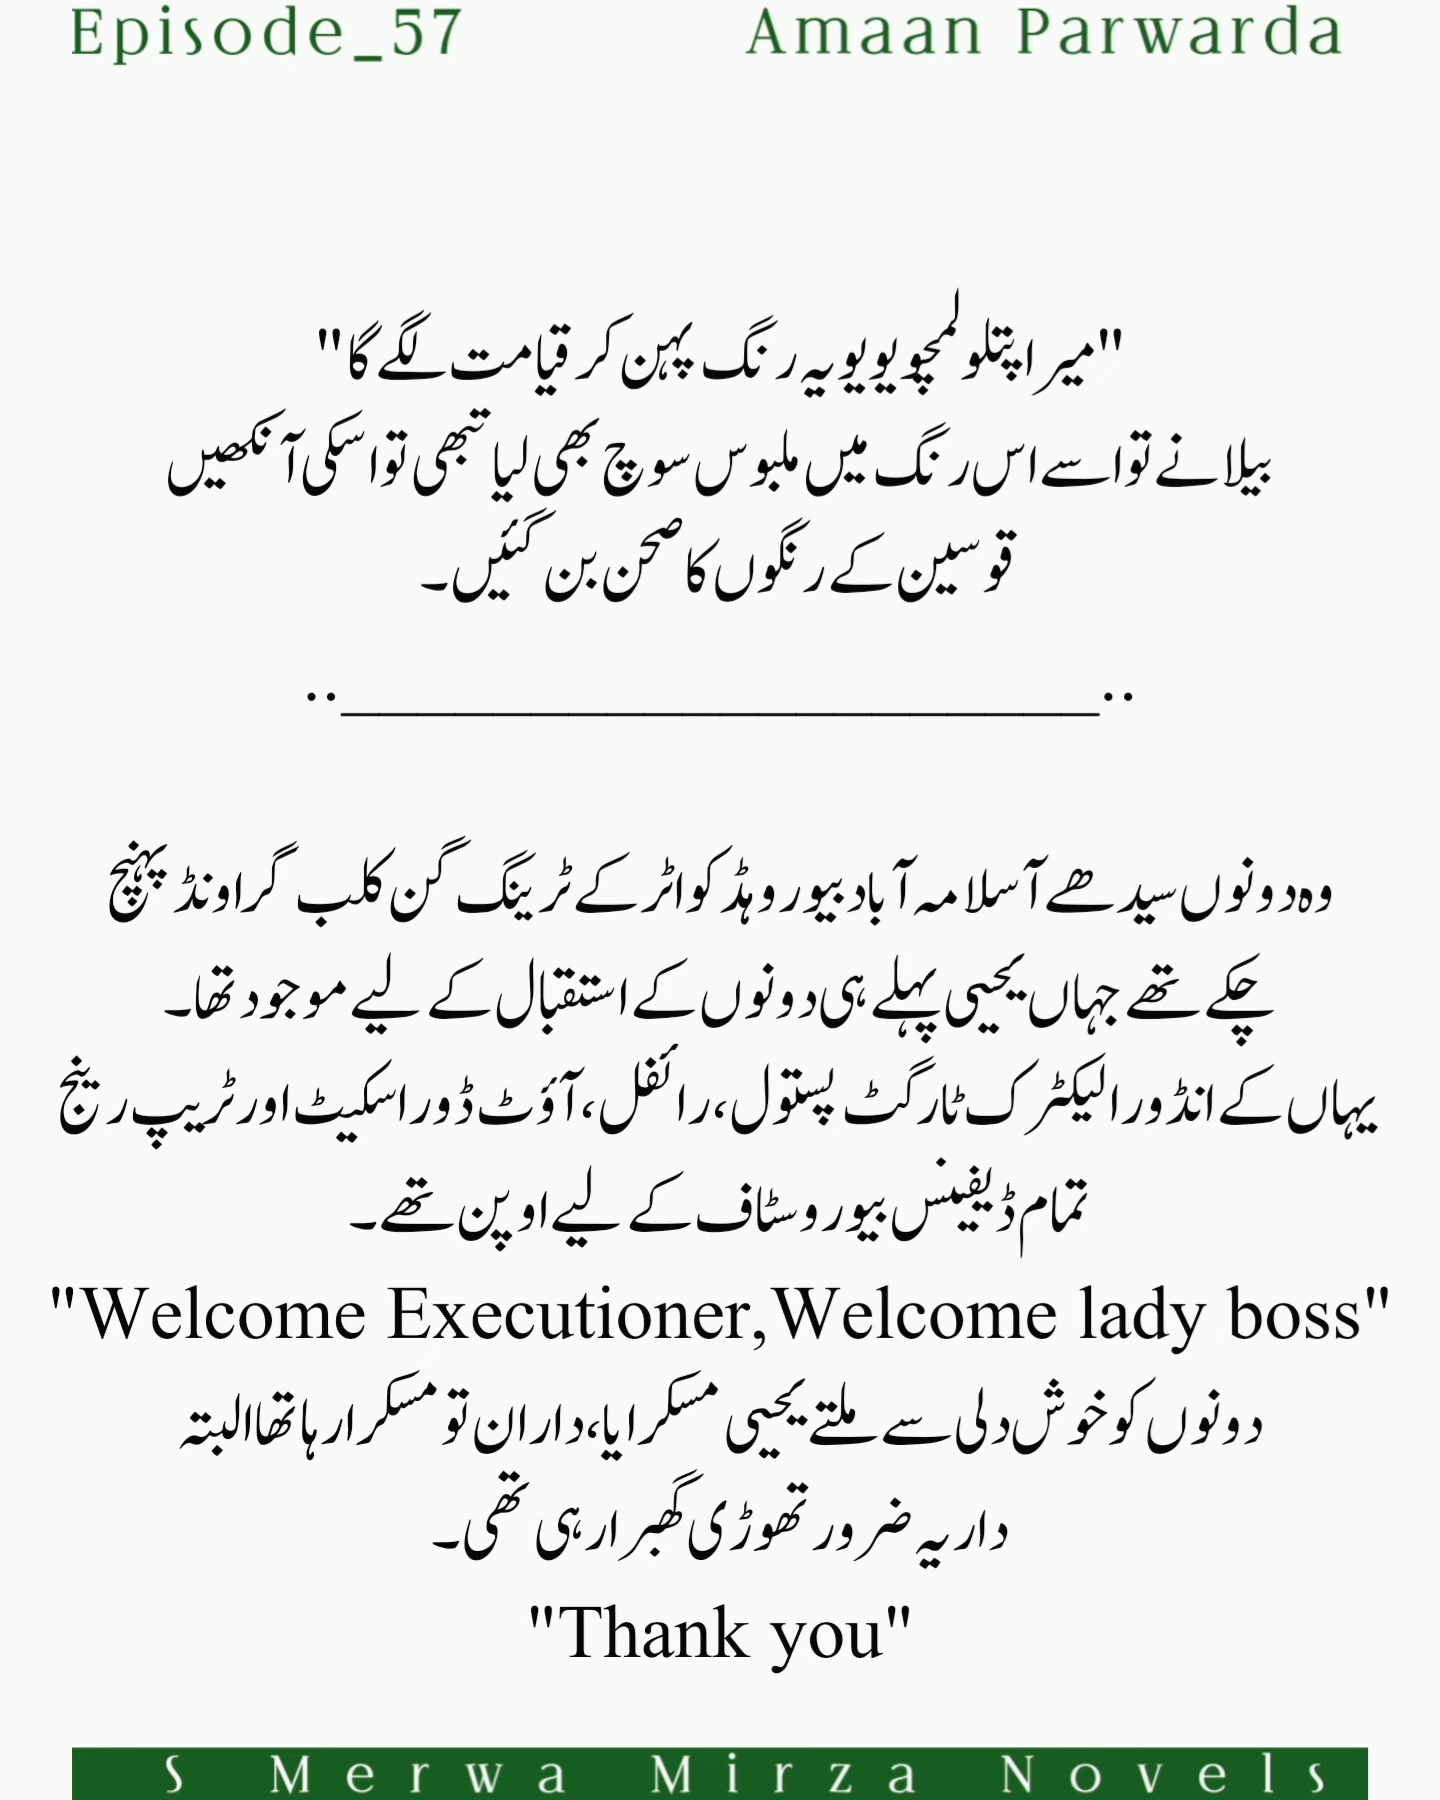 Episode_57 Amaan Parwarda
"میرا پتلو لمچو یویو یہ رنگ پہن کر قیامت لگے گا"
بیلا نے تو اسے اس رنگ میں ملبوس سوچ بھی لیا تبھی تو اسکی آنکھیں
قوسین کے رنگوں کا صحن بن گئیں۔
..____________________..
وہ دونوں سیدھے آسلامہ آباد بیورو ہڈ کواٹر کے ٹرینگ گن کلب گراونڈ پہنچ
چکے تھے جہاں یحیی پہلے ہی دونوں کے استقبال کے لیے موجود تھا۔
یہاں کے انڈور الیکٹرک ٹارگٹ پستول، رائفل، آؤٹ ڈور اسکیٹ اور ٹریپ رینج
تمام ڈیفینس بیورو سٹاف کے لیے اوپن تھے۔
"Welcome Executioner,Welcome lady boss"
دونوں کو خوش دلی سے ملتے یحیی مسکرایا، داران تو مسکرا رہا تھا البتہ
داریہ ضرور تھوڑی گھبرا رہی تھی۔
"Thank you"
S Merwa Mirza Novels